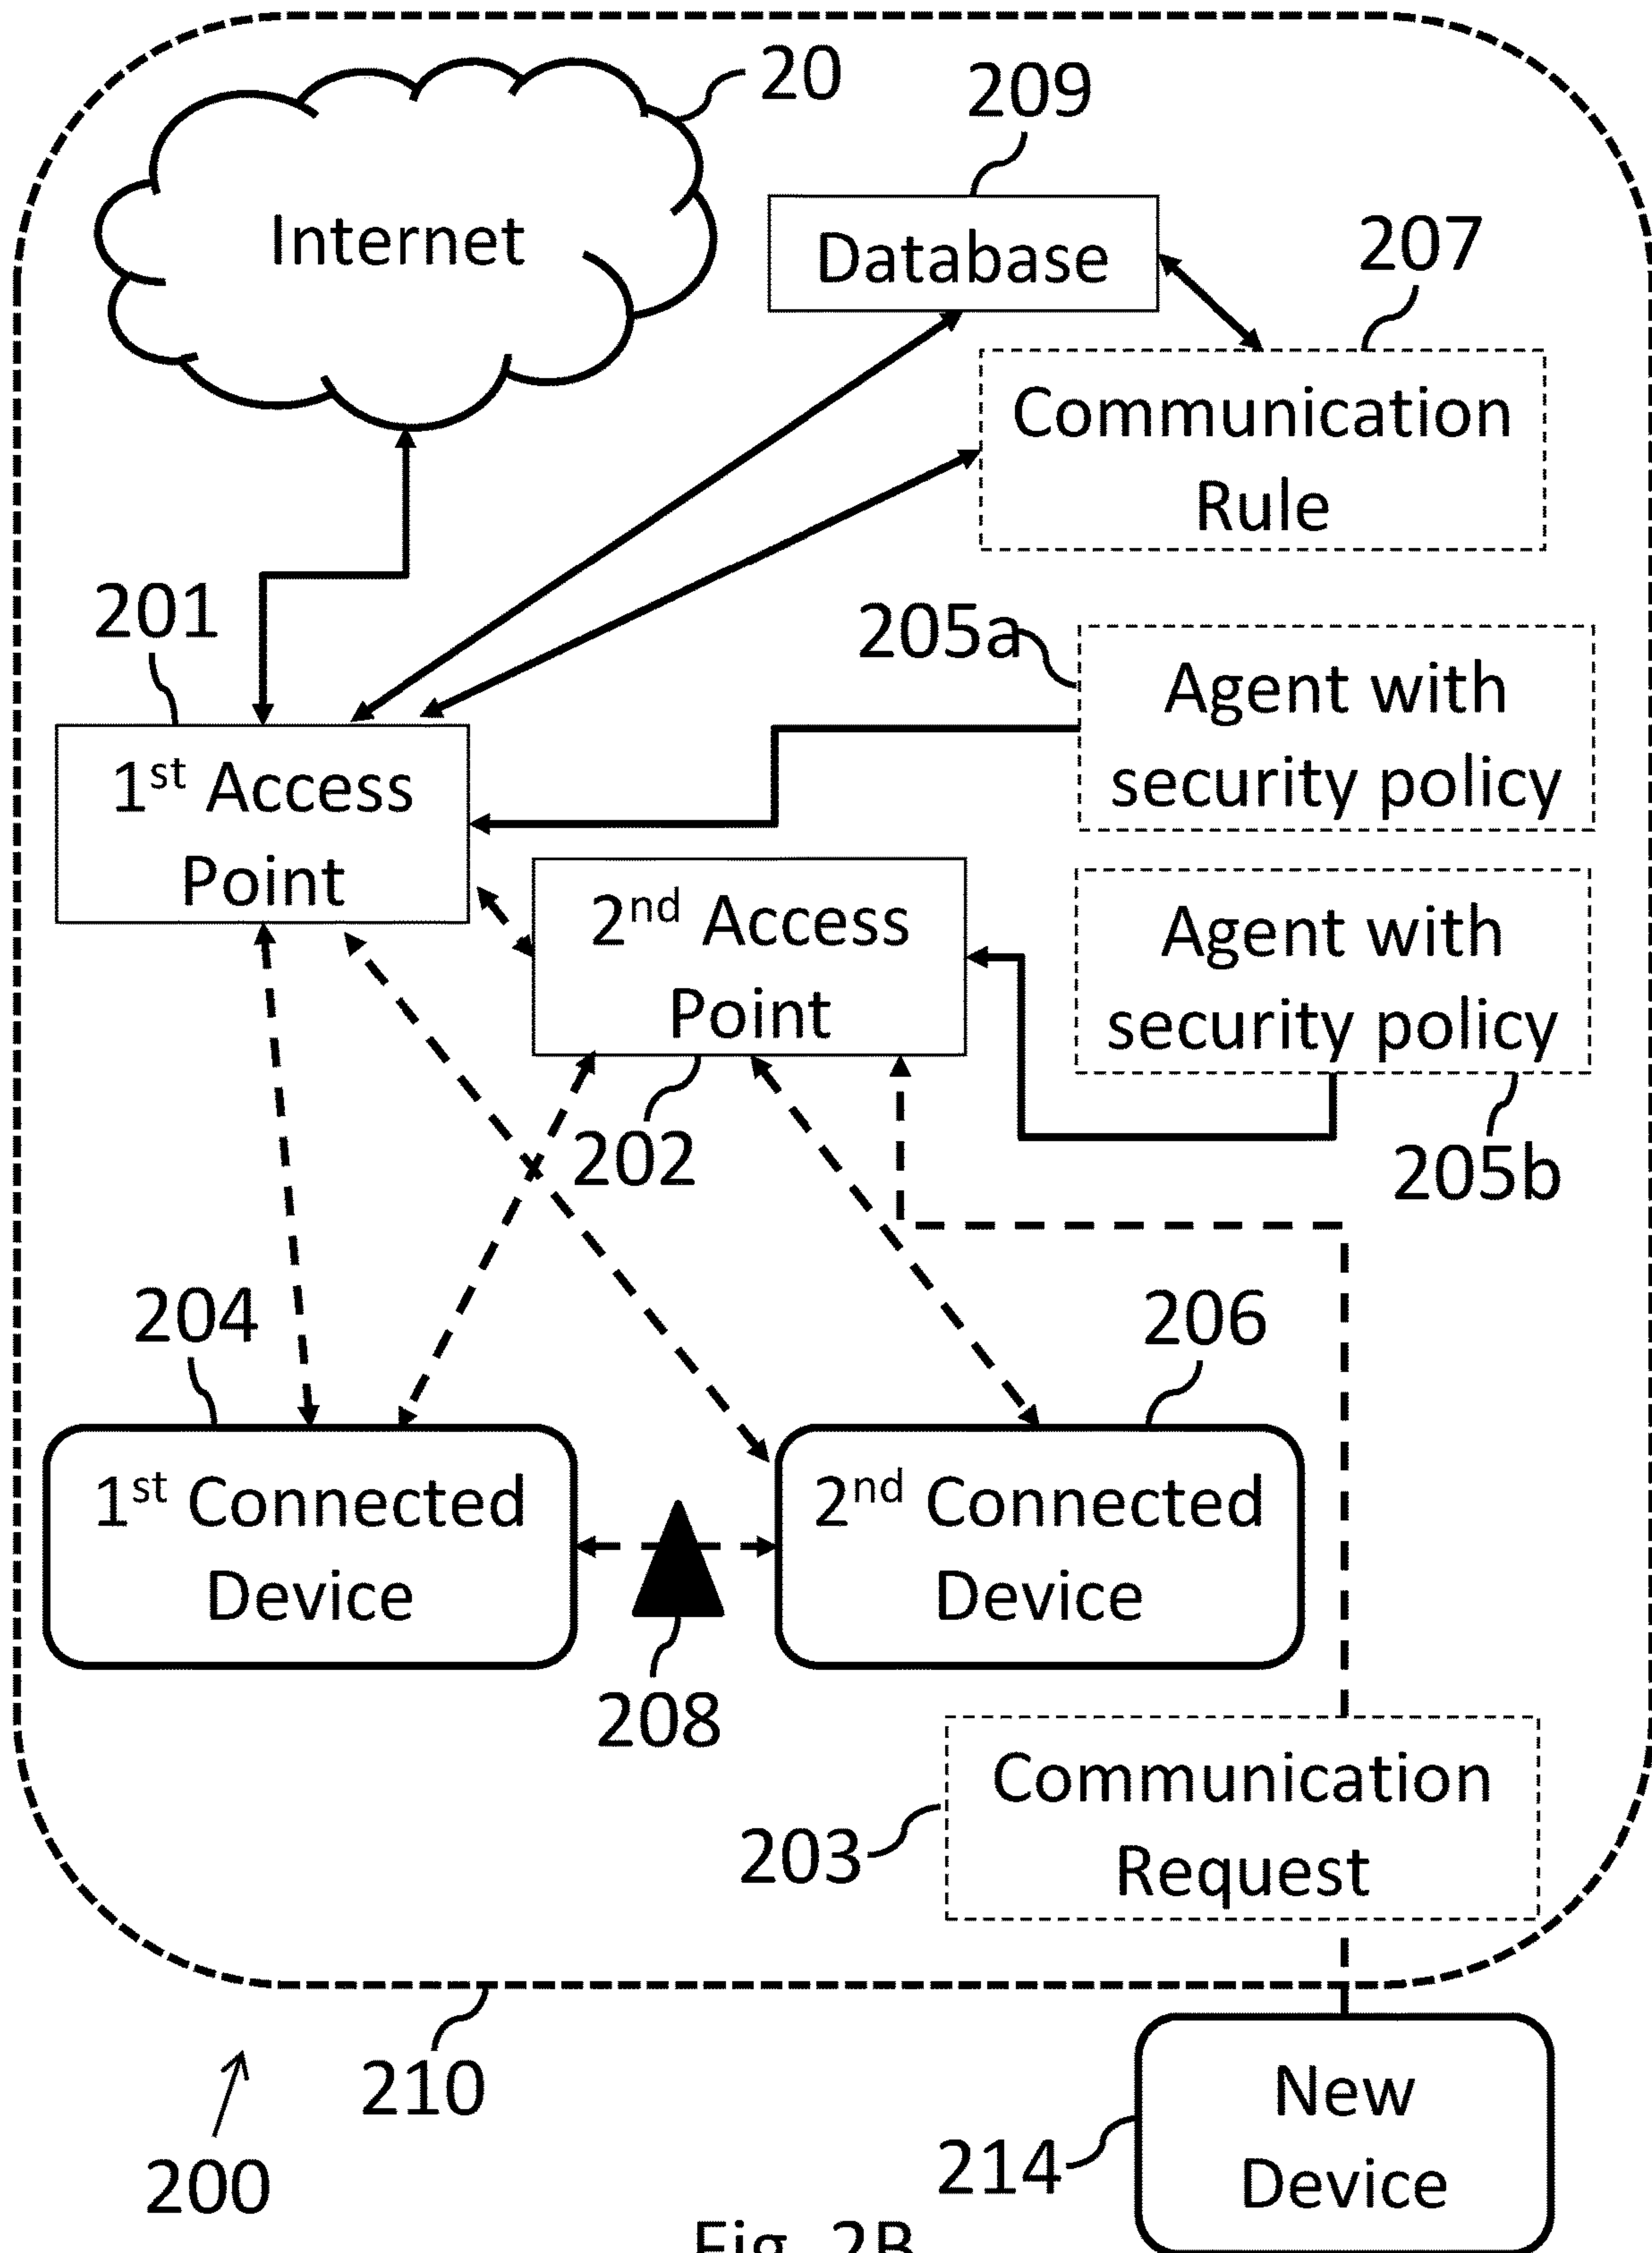 20
209
Internet
Database
207
Communication
Rule
201
205a
Agent with
security policy
1st Access
Point
2nd Access
Point
Agent with
security policy
202
205b
204
206
1st Connected
Device
2nd Connected
Device
208
Communication
Request
203
210
New
Device
214
200
Fig. 2B